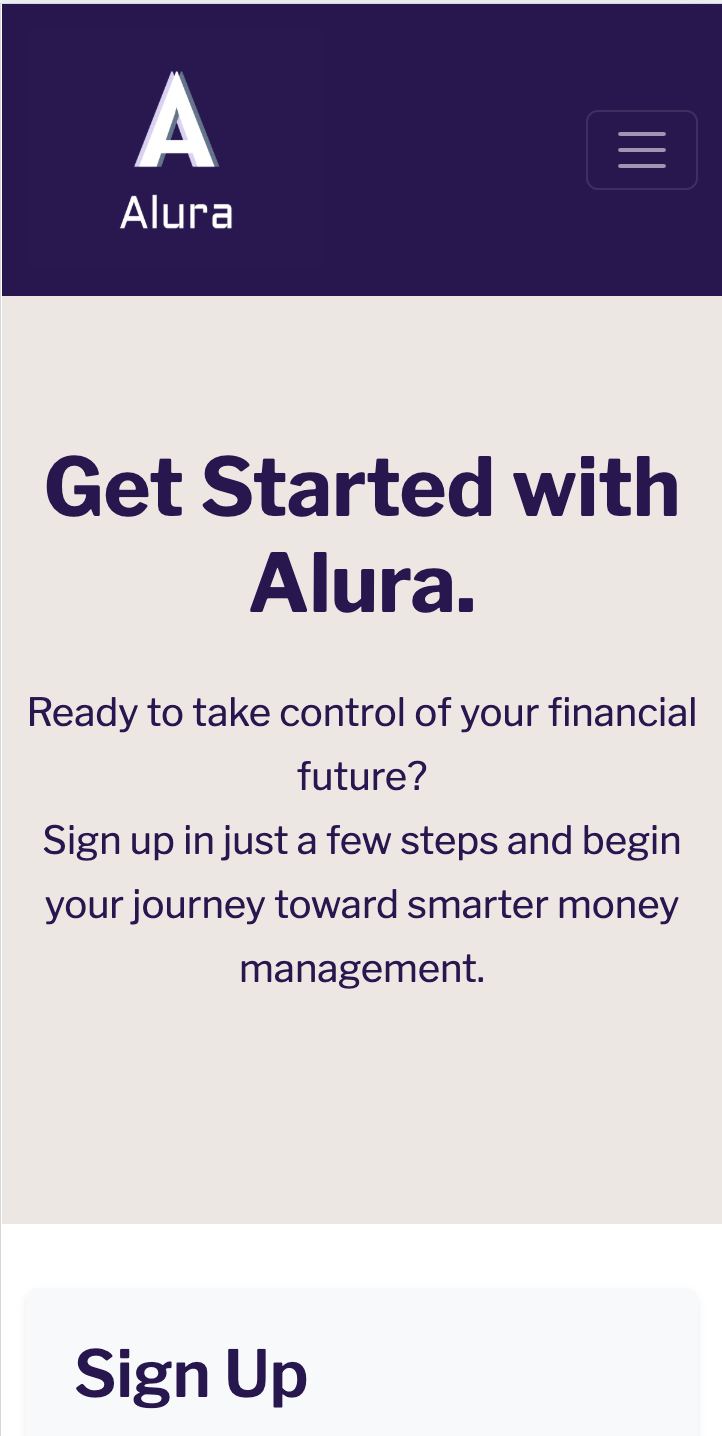 A
Alura
Get Started with
Alura.
Ready to take control of your financial
future?
Sign up in just a few steps and begin
your journey toward smarter money
management.
Sign Up